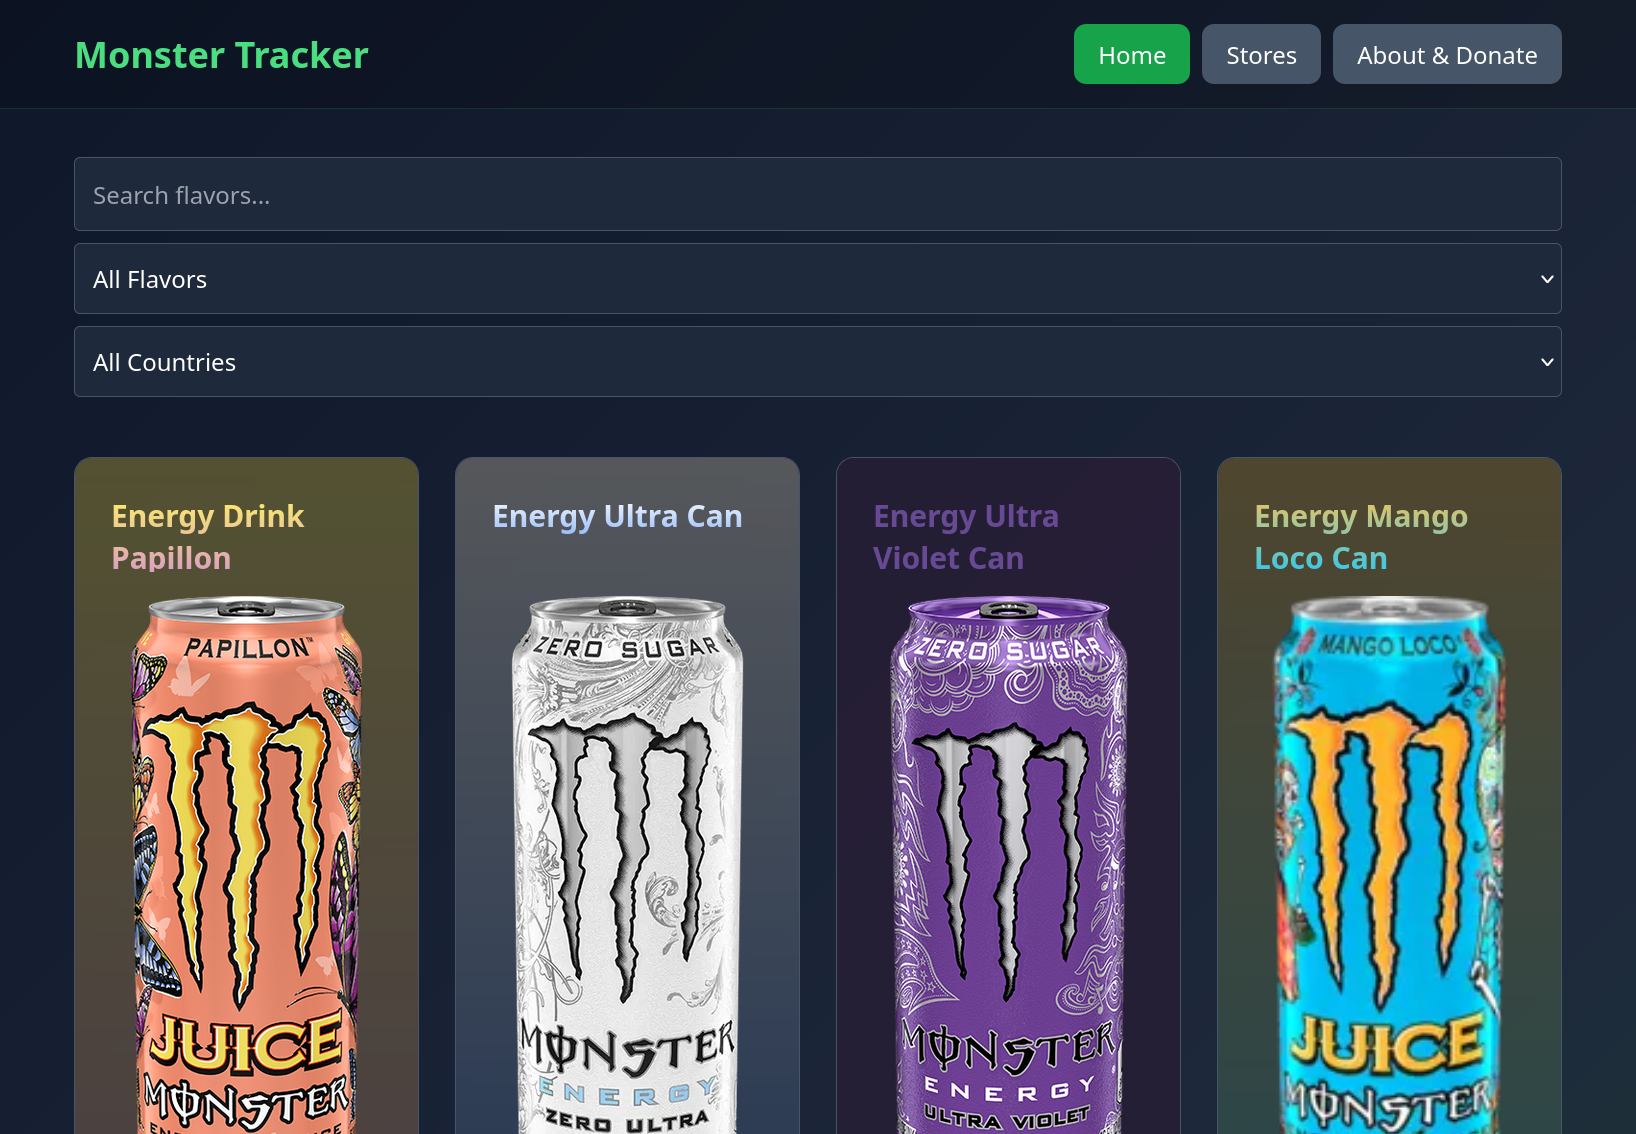 Monster Tracker
Home
Stores
About & Donate
Search flavors...
All Flavors
All Countries
Energy Drink
Papillon
Energy Ultra Can
Energy Ultra
Violet Can
Energy Mango
Loco Can
PAPILLON™
JUICE
MONSTER
ZERO SUGAR
MONSTER
ENERGY
ZERO ULTRA
ZERO SUGAR
MONSTER
ENERGY
ULTRA VIOLET
MANGO LOCO
JUICE
MONSTER